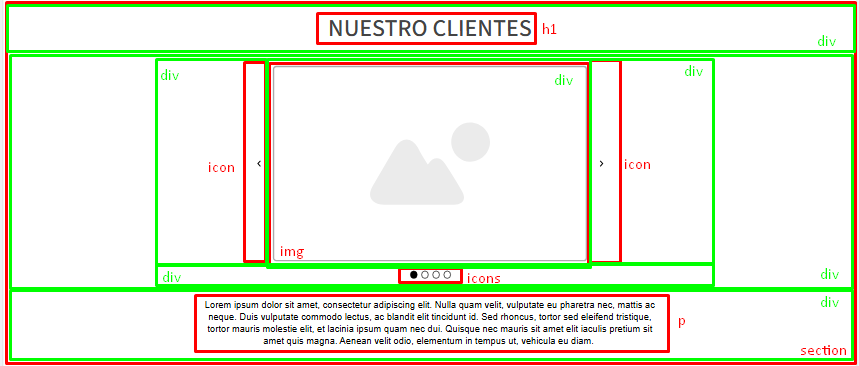 NUESTRO CLIENTES h1
div
div div div
icon ‹ › icon
img
div icons div
Lorem ipsum dolor sit amet, consectetur adipiscing elit. Nulla quam velit, vulputate eu pharetra nec, mattis ac
neque. Duis vulputate commodo lectus, ac blandit elit tincidunt id. Sed rhoncus, tortor sed eleifend tristique,
tortor mauris molestie elit, et lacinia ipsum quam nec dui. Quisque nec mauris sit amet elit iaculis pretium sit
amet quis magna. Aenean velit odio, elementum in tempus ut, vehicula eu diam.
div
p
section